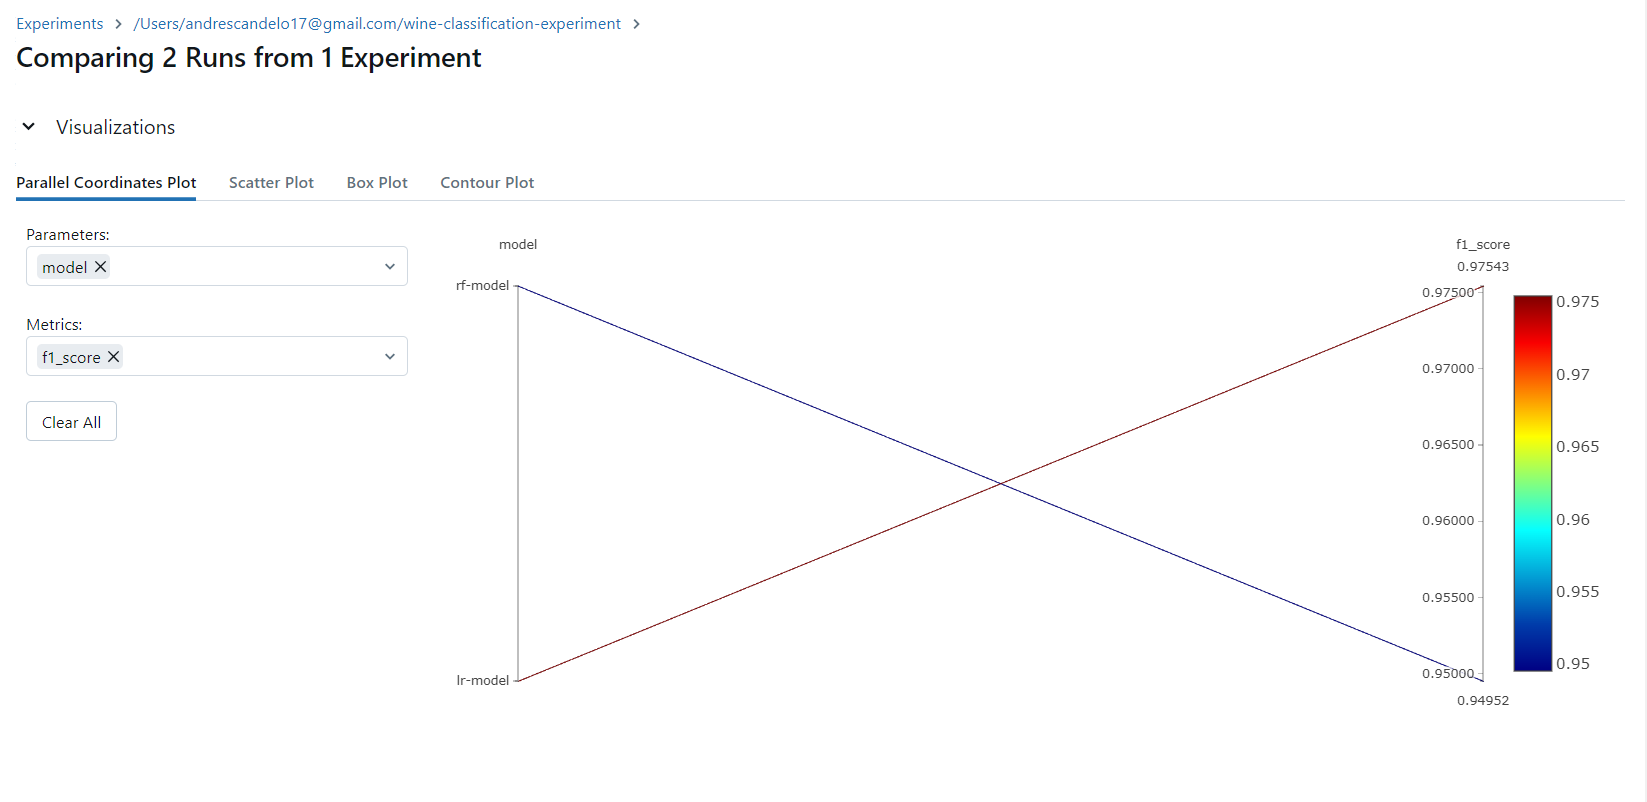 Experiments > /Users/andrescandelo17@gmail.com/wine-classification-experiment >
Comparing 2 Runs from 1 Experiment
Visualizations
Parallel Coordinates Plot Scatter Plot Box Plot Contour Plot
Parameters:
model
Metrics:
f1_score
Clear All
model
rf-model
lr-model
f1_score
0.97543
0.97500
0.97000
0.96500
0.96000
0.95500
0.95000
0.94952
0.975
0.97
0.965
0.96
0.955
0.95